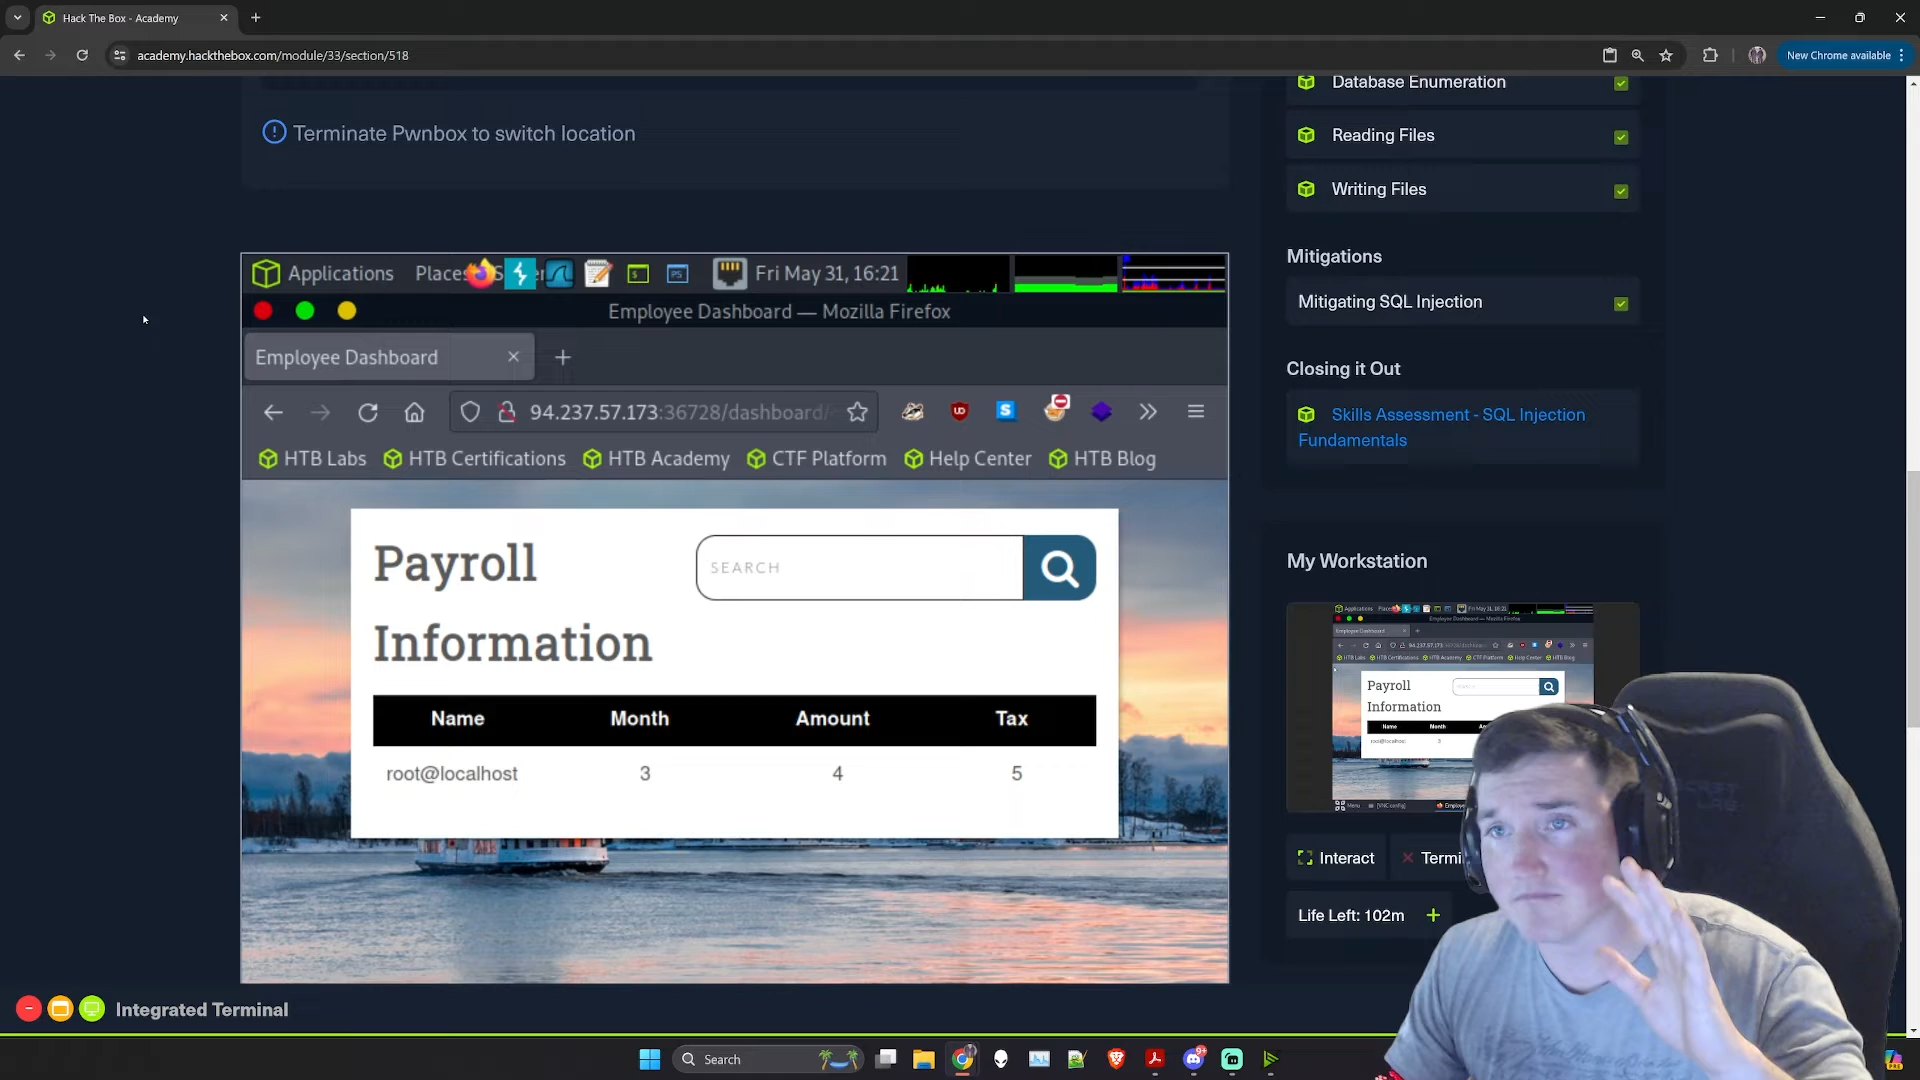 Hack The Box - Academy
academy.hackthebox.com/module/33/section/518
New Chrome available
Terminate Pwnbox to switch location
Database Enumeration
Reading Files
Writing Files
Mitigations
Mitigating SQL Injection
Closing it Out
Skills Assessment - SQL Injection
Fundamentals
Applications Places Fri May 31, 16:21
Employee Dashboard — Mozilla Firefox
Employee Dashboard
94.237.57.173:36728/dashboard/
HTB Labs HTB Certifications HTB Academy CTF Platform Help Center HTB Blog
Payroll
Information
SEARCH
Name Month Amount Tax
root@localhost 3 4 5
My Workstation
Payroll
Information
Interact Termi
Life Left: 102m +
Integrated Terminal
Search